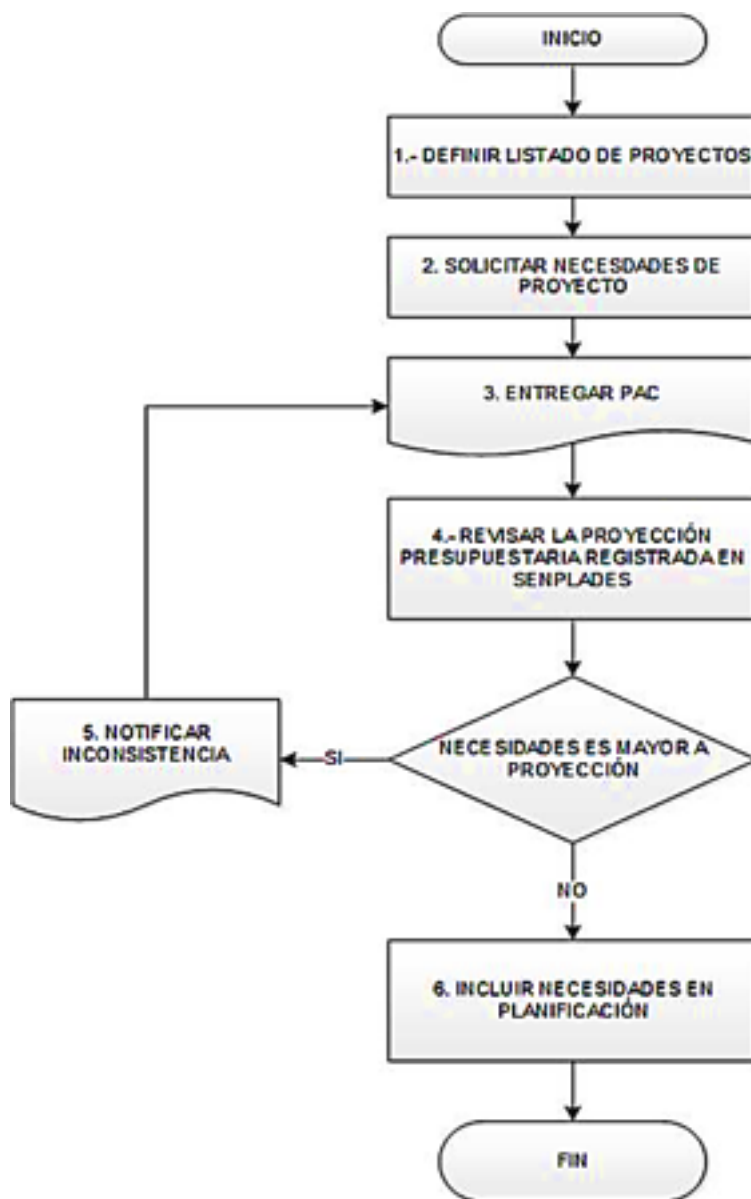 INICIO
1.- DEFINIR LISTADO DE PROYECTOS
2. SOLICITAR NECESDADES DE
PROYECTO
3. ENTREGAR PAC
4.- REVISAR LA PROYECCIÓN
PRESUPUESTARIA REGISTRADA EN
SENPLADES
NECESIDADES ES MAYOR A
PROYECCIÓN
SI
5. NOTIFICAR
INCONSISTENCIA
NO
6. INCLUIR NECESIDADES EN
PLANIFICACIÓN
FIN